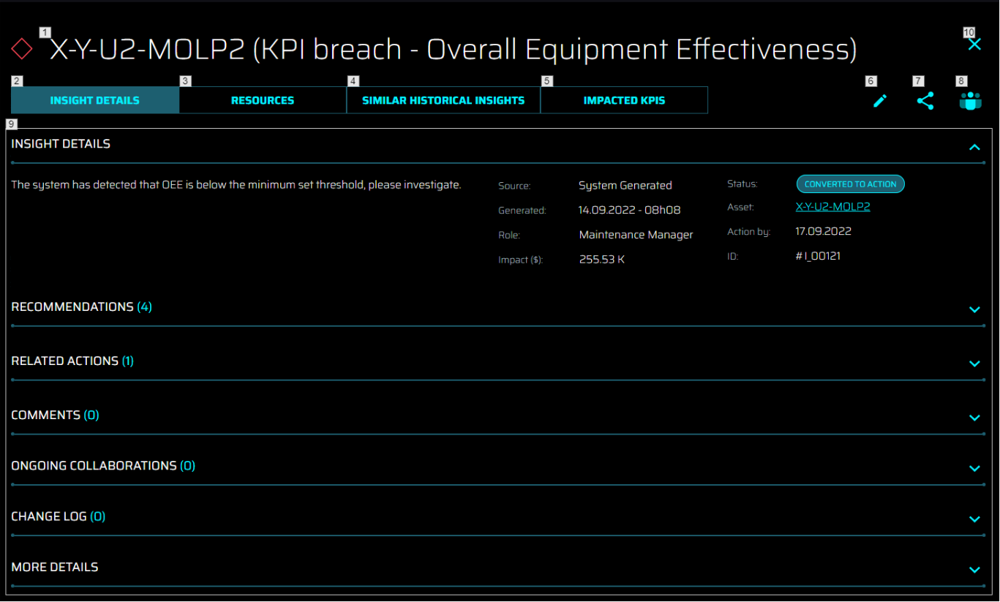 1
X-Y-U2-MOLP2 (KPI breach - Overall Equipment Effectiveness)
10
2
3
4
5
6
7
8
INSIGHT DETAILS
RESOURCES
SIMILAR HISTORICAL INSIGHTS
IMPACTED KPIS
9
INSIGHT DETAILS
The system has detected that OEE is below the minimum set threshold, please investigate.
Source: System Generated
Generated: 14.09.2022 - 08h08
Role: Maintenance Manager
Impact ($): 255.53 K
Status: CONVERTED TO ACTION
Asset: X-Y-U2-MOLP2
Action by: 17.09.2022
ID: # I_00121
RECOMMENDATIONS (4)
RELATED ACTIONS (1)
COMMENTS (0)
ONGOING COLLABORATIONS (0)
CHANGE LOG (0)
MORE DETAILS